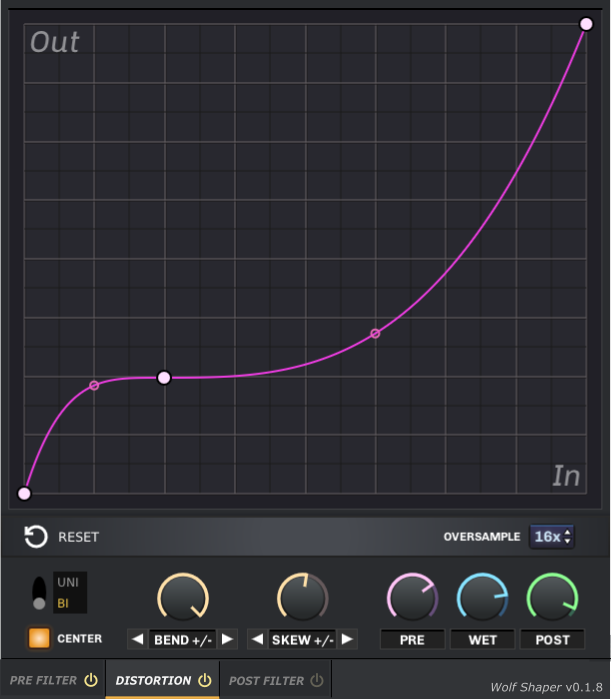 Out
In
RESET
OVERSAMPLE 16x
UNI
BI
CENTER
BEND +/-
SKEW +/-
PRE
WET
POST
PRE FILTER
DISTORTION
POST FILTER
Wolf Shaper v0.1.8